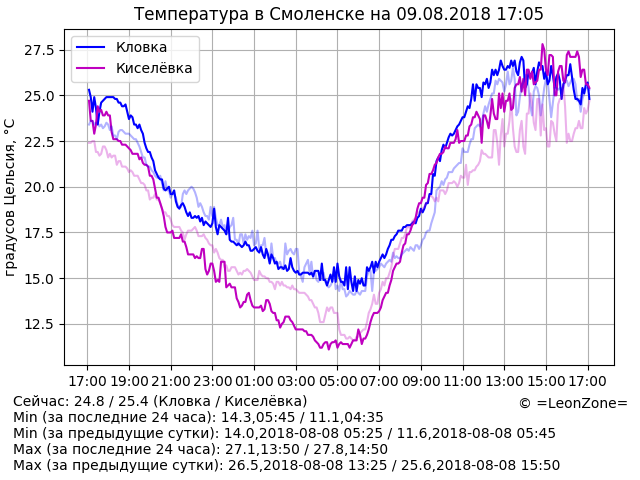 Температура в Смоленске на 09.08.2018 17:05
Кловка
Киселёвка
градусов Цельсия, °C
27.5
25.0
22.5
20.0
17.5
15.0
12.5
17:00 19:00 21:00 23:00 01:00 03:00 05:00 07:00 09:00 11:00 13:00 15:00 17:00
Сейчас: 24.8 / 25.4 (Кловка / Киселёвка)
© =LeonZone=
Min (за последние 24 часа): 14.3,05:45 / 11.1,04:35
Min (за предыдущие сутки): 14.0,2018-08-08 05:25 / 11.6,2018-08-08 05:45
Max (за последние 24 часа): 27.1,13:50 / 27.8,14:50
Max (за предыдущие сутки): 26.5,2018-08-08 13:25 / 25.6,2018-08-08 15:50